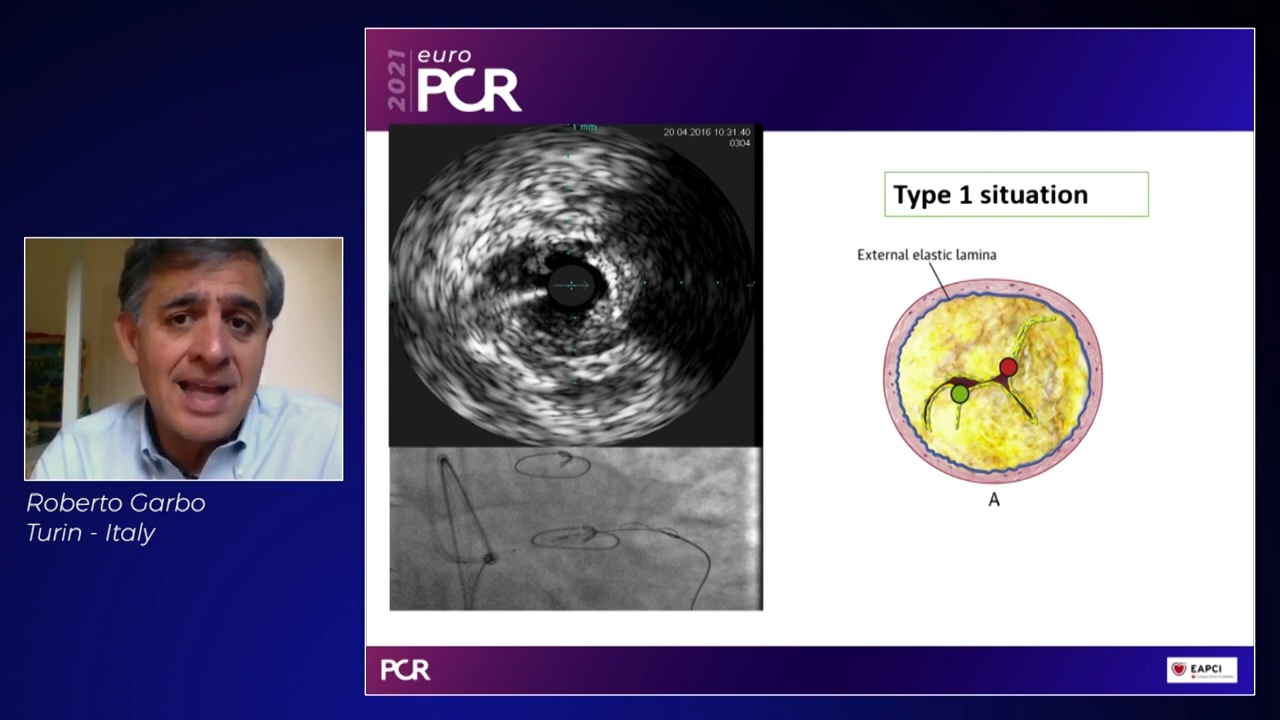 2021
euro
PCR
1 mm
20 04 2016 10:31:40
0304
Type 1 situation
External elastic lamina
A
Roberto Garbo
Turin - Italy
PCR
EAPCI